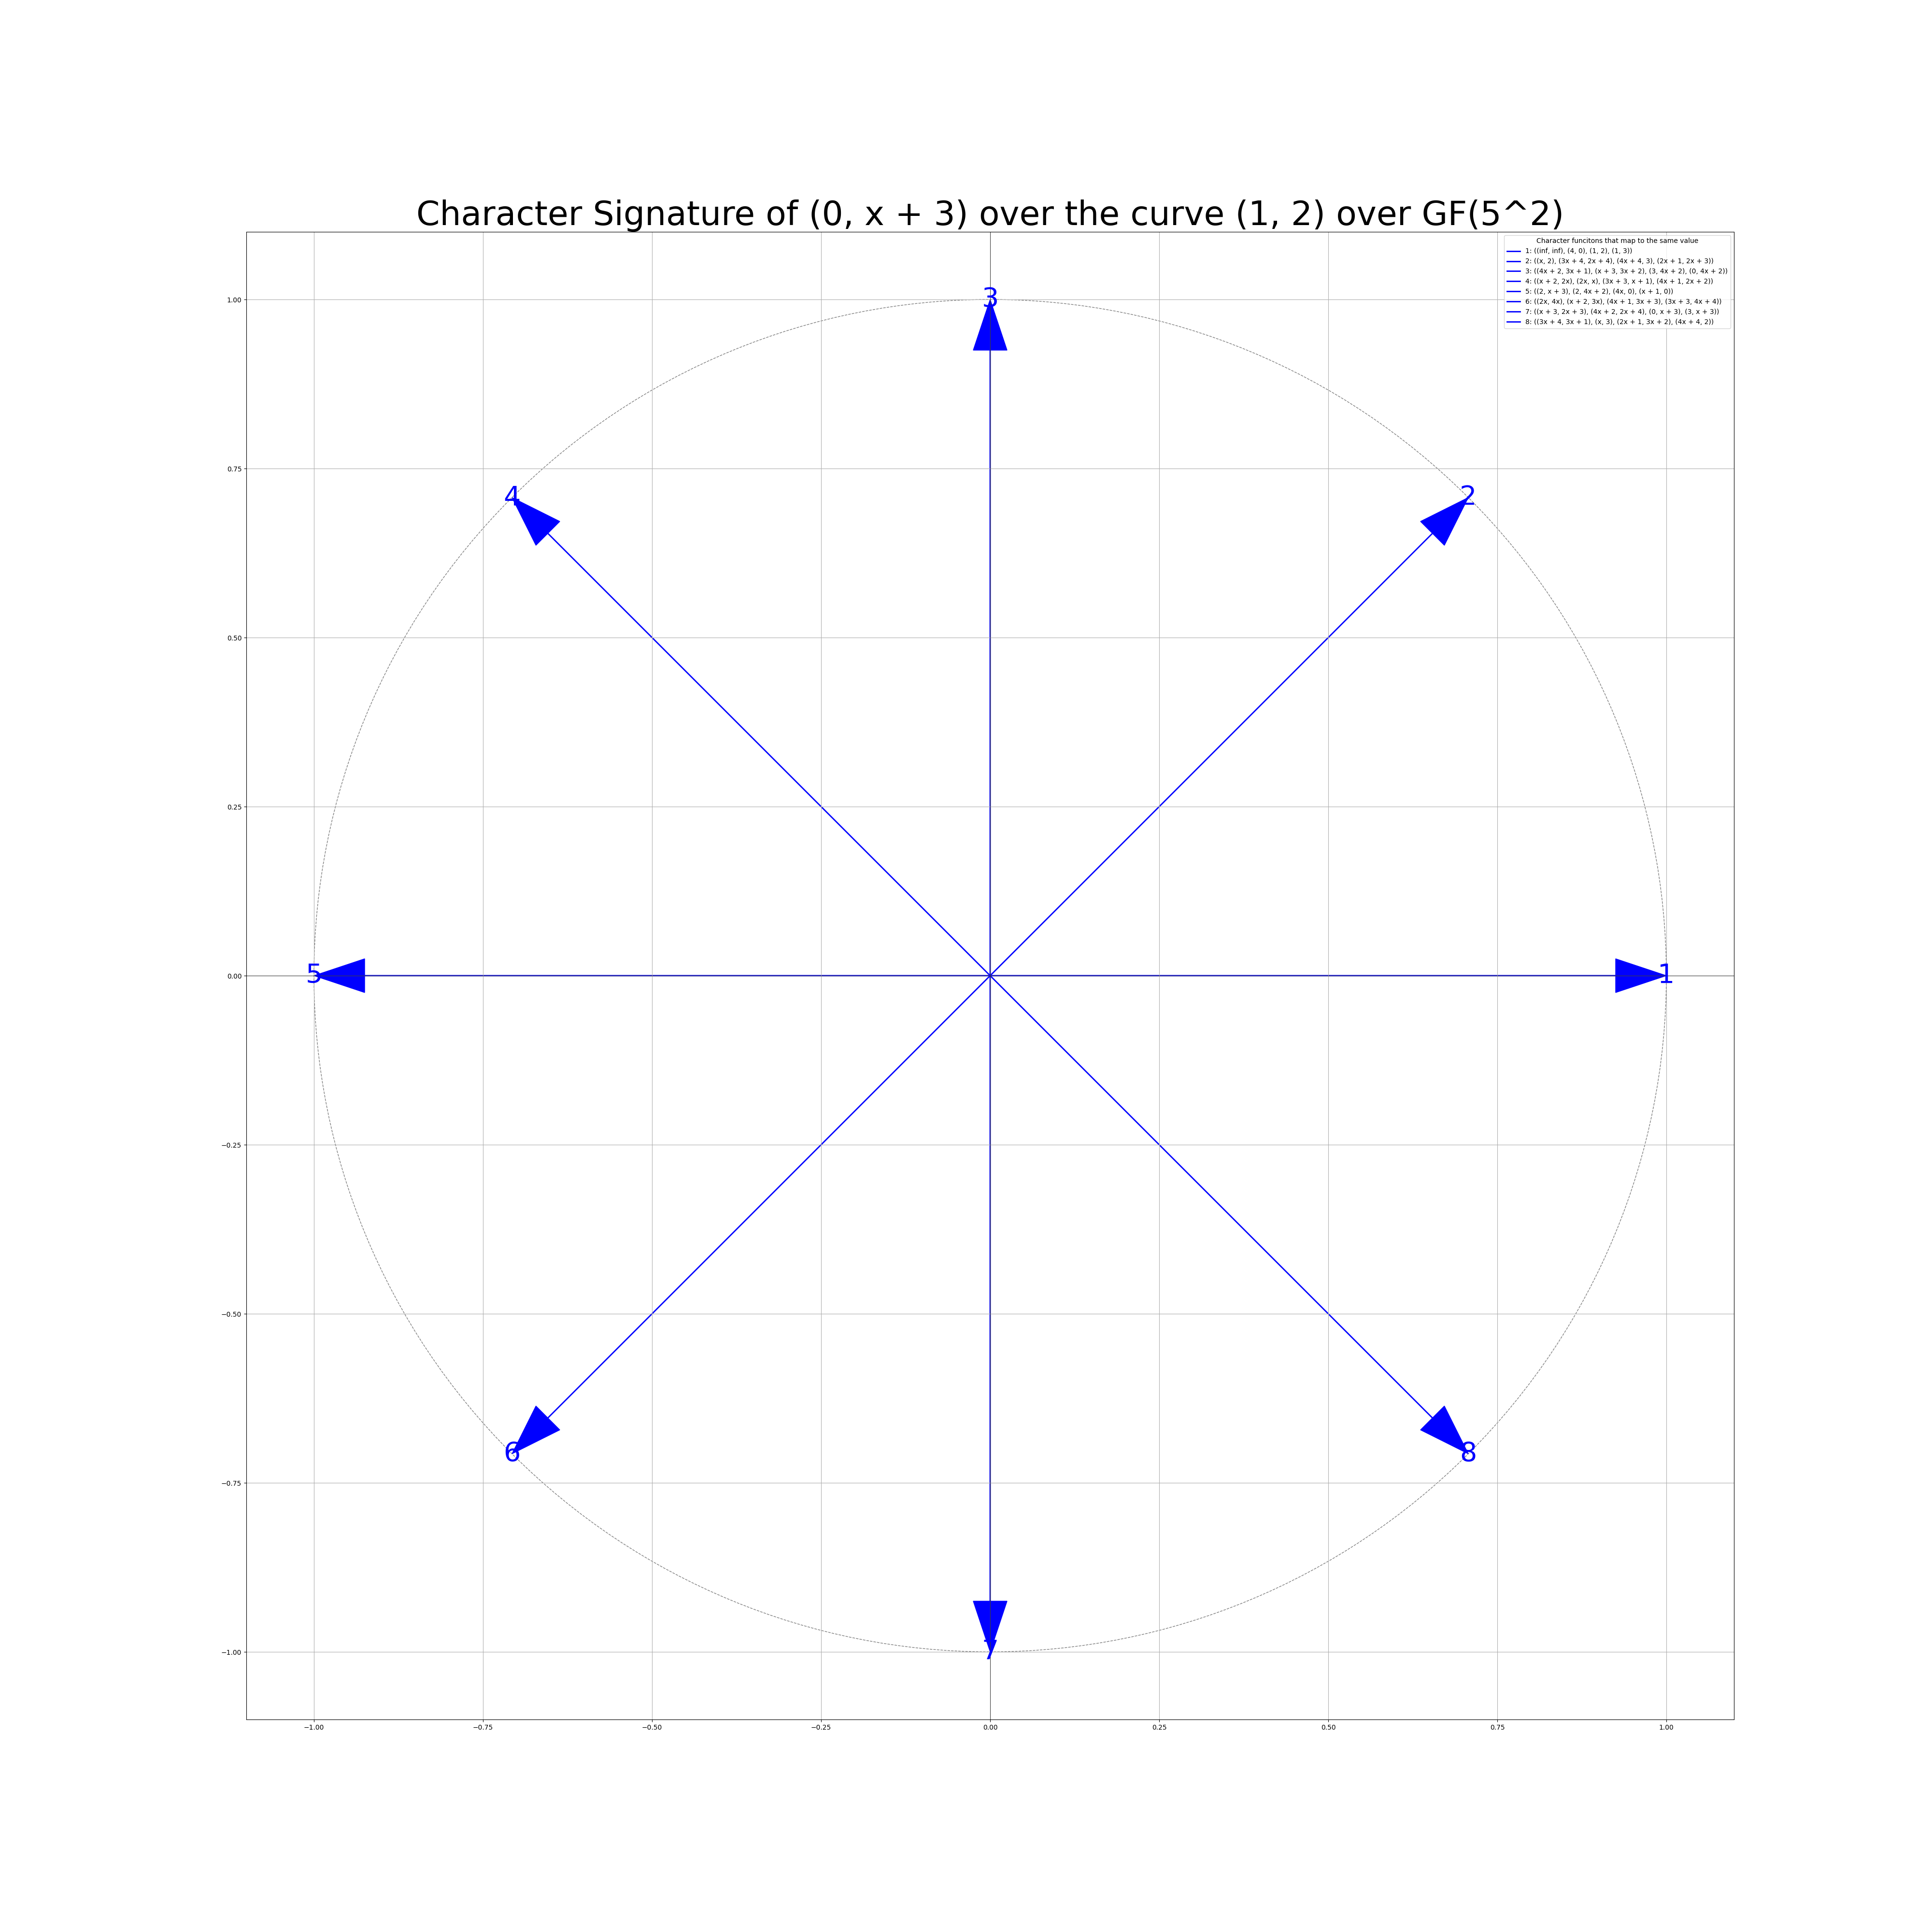 Character Signature of (0, x + 3) over the curve (1, 2) over GF(5^2)
Character funcitons that map to the same value
1: ((inf, inf), (4, 0), (1, 2), (1, 3))
2: ((x, 2), (3x + 4, 2x + 4), (4x + 4, 3), (2x + 1, 2x + 3))
3: ((4x + 2, 3x + 1), (x + 3, 3x + 2), (3, 4x + 2), (0, 4x + 2))
4: ((x + 2, 2x), (2x, x), (3x + 3, x + 1), (4x + 1, 2x + 2))
5: ((2, x + 3), (2, 4x + 2), (4x, 0), (x + 1, 0))
6: ((2x, 4x), (x + 2, 3x), (4x + 1, 3x + 3), (3x + 3, 4x + 4))
7: ((x + 3, 2x + 3), (4x + 2, 2x + 4), (0, x + 3), (3, x + 3))
8: ((3x + 4, 3x + 1), (x, 3), (2x + 1, 3x + 2), (4x + 4, 2))
3
4
2
5
1
6
8
7
1.00
0.75
0.50
0.25
0.00
−0.25
−0.50
−0.75
−1.00
−1.00
−0.75
−0.50
−0.25
0.00
0.25
0.50
0.75
1.00